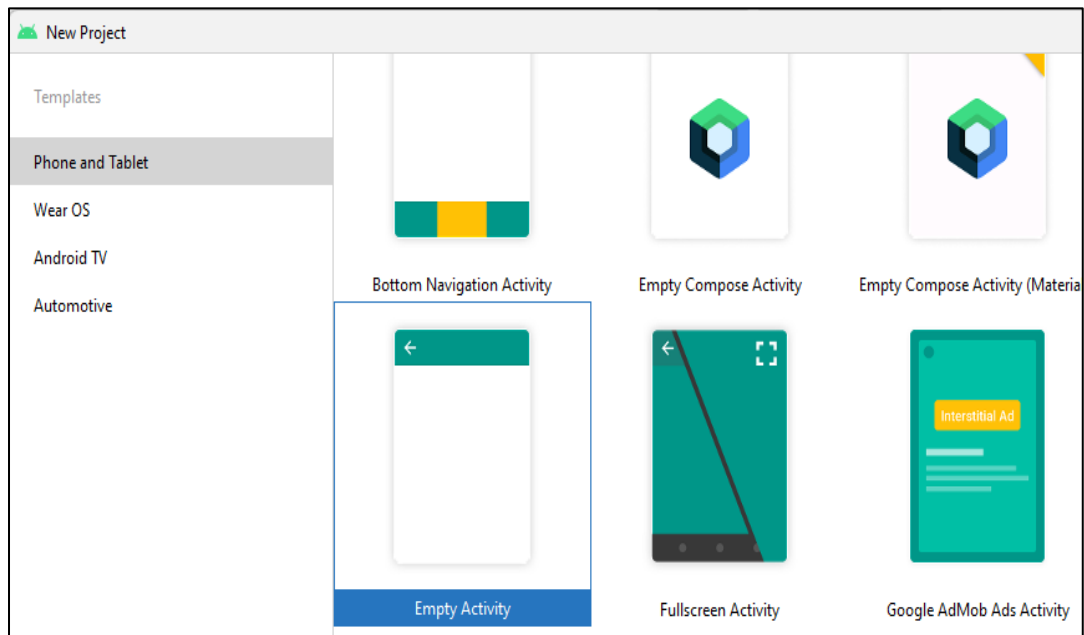 New Project
Templates
Phone and Tablet
Wear OS
Android TV
Automotive
Bottom Navigation Activity
Empty Compose Activity
Empty Compose Activity (Materia
Interstitial Ad
Empty Activity
Fullscreen Activity
Google AdMob Ads Activity